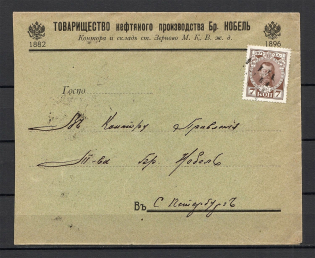 ТОВАРИЩЕСТВО нефтяного производства Бр. НОБЕЛЬ
Контора и складъ ст. Зерново М. К. В. ж. д.
1882 1896
7 КОП 7
Госпо
Въ Контору Правленія
Т-ва Бр. Нобель
Въ С. Петербургъ